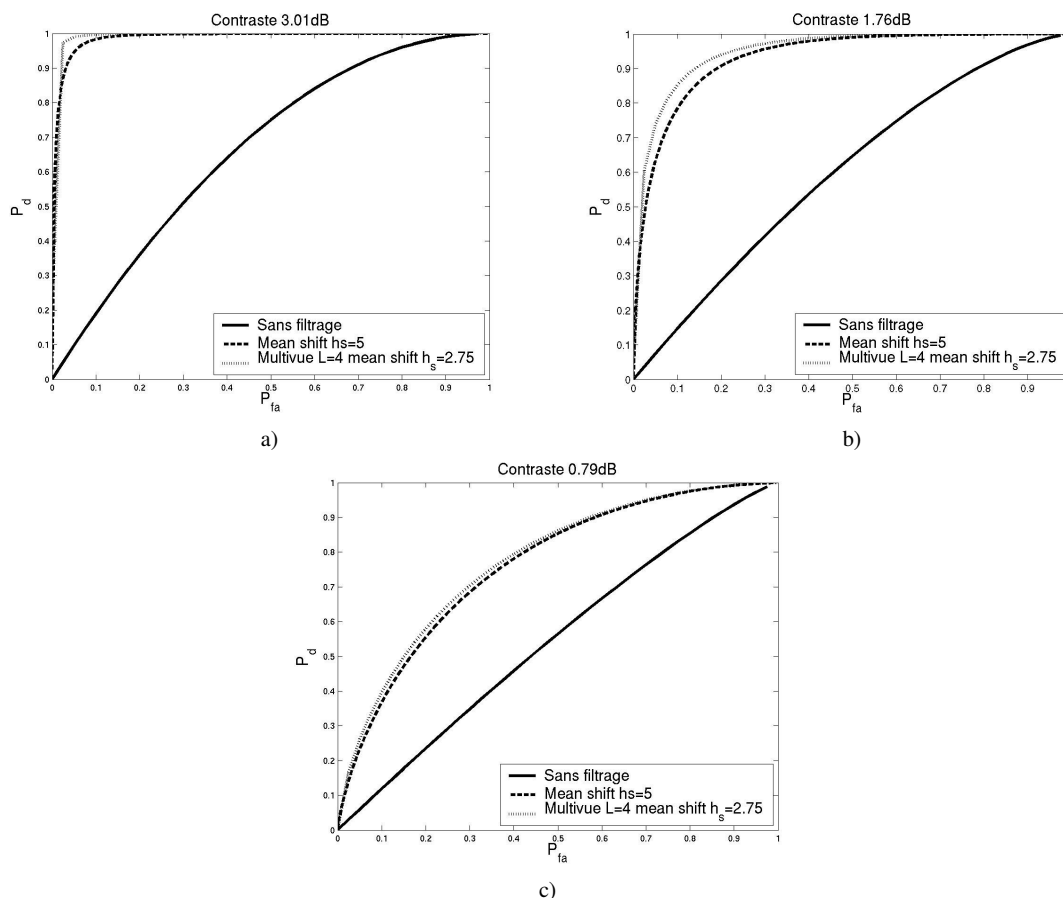 Contraste 3.01dB
1
0.9
0.8
0.7
0.6
0.5
0.4
0.3
0.2
0.1
0
P_d
Sans filtrage
Mean shift hs=5
Multivue L=4 mean shift h_s=2.75
0 0.1 0.2 0.3 0.4 0.5 0.6 0.7 0.8 0.9 1
P_fa
a)
Contraste 1.76dB
1
0.9
0.8
0.7
0.6
0.5
0.4
0.3
0.2
0.1
0
P_d
Sans filtrage
Mean shift hs=5
Multivue L=4 mean shift h_s=2.75
0 0.1 0.2 0.3 0.4 0.5 0.6 0.7 0.8 0.9
P_fa
b)
Contraste 0.79dB
1
0.9
0.8
0.7
0.6
0.5
0.4
0.3
0.2
0.1
0
P_d
Sans filtrage
Mean shift hs=5
Multivue L=4 mean shift h_s=2.75
0 0.1 0.2 0.3 0.4 0.5 0.6 0.7 0.8 0.9 1
P_fa
c)